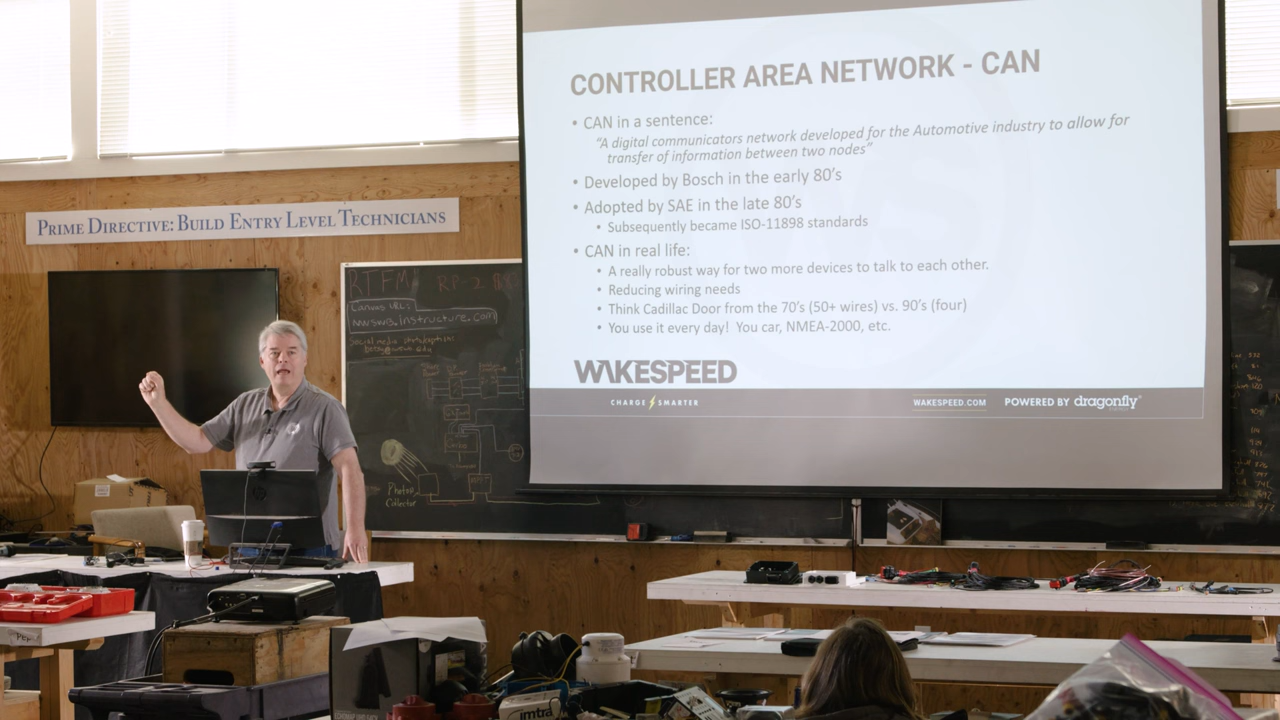 CONTROLLER AREA NETWORK - CAN
• CAN in a sentence:
"A digital communicators network developed for the Automotive industry to allow for
transfer of information between two nodes"
• Developed by Bosch in the early 80's
• Adopted by SAE in the late 80's
• Subsequently became ISO-11898 standards
• CAN in real life:
• A really robust way for two more devices to talk to each other.
• Reducing wiring needs
• Think Cadillac Door from the 70's (50+ wires) vs. 90's (four)
• You use it every day! You car, NMEA-2000, etc.
WAKESPEED
CHARGE SMARTER
WAKESPEED.COM
POWERED BY dragonfly
PRIME DIRECTIVE: BUILD ENTRY LEVEL TECHNICIANS
RTFM
Canvas URL:
nwswb.instructure.com
Photon
Collector
imtra